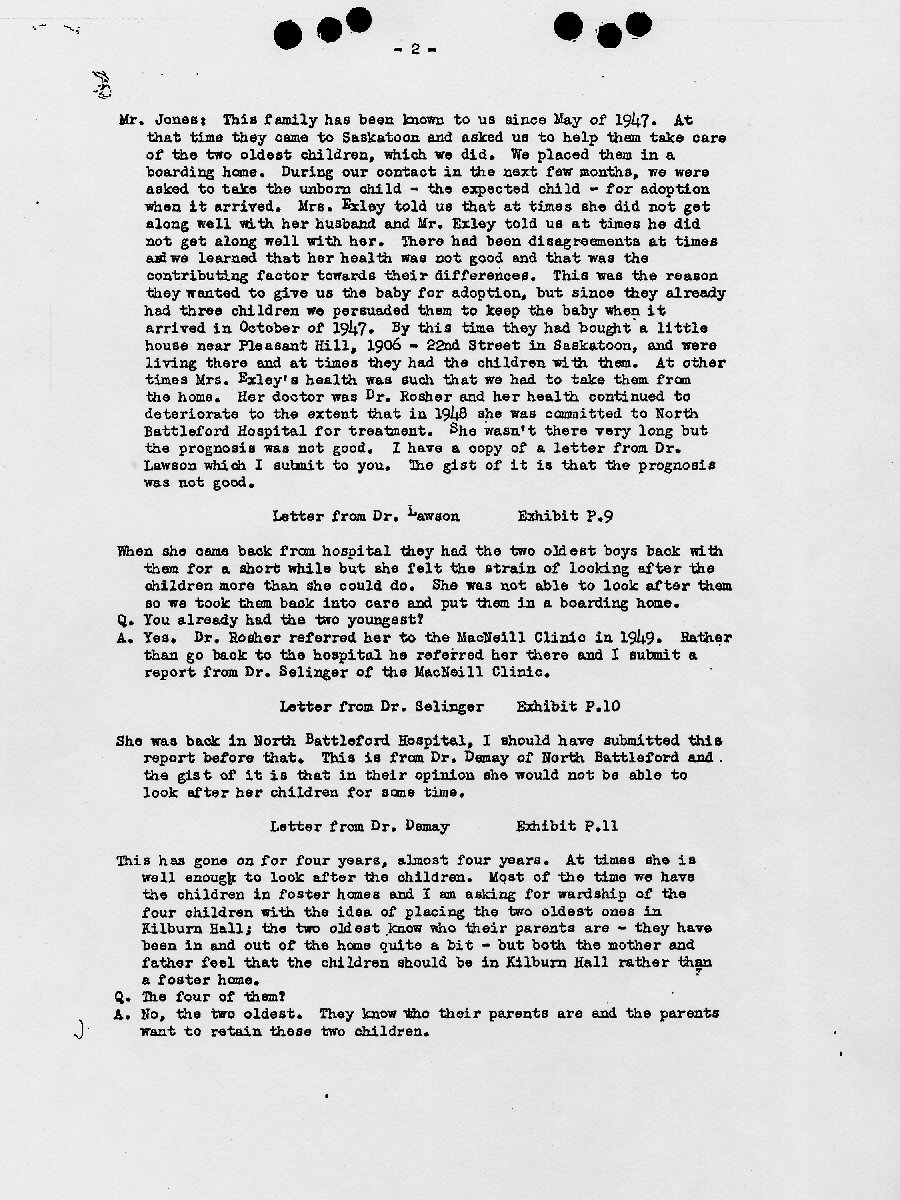 - 2 -
Mr. Jones: This family has been known to us since May of 1947. At
that time they came to Saskatoon and asked us to help them take care
of the two oldest children, which we did. We placed them in a
boarding home. During our contact in the next few months, we were
asked to take the unborn child - the expected child - for adoption
when it arrived. Mrs. Exley told us that at times she did not get
along well with her husband and Mr. Exley told us at times he did
not get along well with her. There had been disagreements at times
and we learned that her health was not good and that was the
contributing factor towards their differences. This was the reason
they wanted to give us the baby for adoption, but since they already
had three children we persuaded them to keep the baby when it
arrived in October of 1947. By this time they had bought a little
house near Pleasant Hill, 1906 - 22nd Street in Saskatoon, and were
living there and at times they had the children with them. At other
times Mrs. Exley's health was such that we had to take them from
the home. Her doctor was Dr. Rosher and her health continued to
deteriorate to the extent that in 1948 she was committed to North
Battleford Hospital for treatment. She wasn't there very long but
the prognosis was not good. I have a copy of a letter from Dr.
Lawson which I submit to you. The gist of it is that the prognosis
was not good.
Letter from Dr. Lawson Exhibit P.9
When she came back from hospital they had the two oldest boys back with
them for a short while but she felt the strain of looking after the
children more than she could do. She was not able to look after them
so we took them back into care and put them in a boarding home.
Q. You already had the two youngest?
A. Yes. Dr. Rosher referred her to the MacNeill Clinic in 1949. Rather
than go back to the hospital he referred her there and I submit a
report from Dr. Selinger of the MacNeill Clinic.
Letter from Dr. Selinger Exhibit P.10
She was back in North Battleford Hospital, I should have submitted this
report before that. This is from Dr. Demay of North Battleford and
the gist of it is that in their opinion she would not be able to
look after her children for some time.
Letter from Dr. Demay Exhibit P.11
This has gone on for four years, almost four years. At times she is
well enough to look after the children. Most of the time we have
the children in foster homes and I am asking for wardship of the
four children with the idea of placing the two oldest ones in
Kilburn Hall; the two oldest know who their parents are - they have
been in and out of the home quite a bit - but both the mother and
father feel that the children should be in Kilburn Hall rather than
a foster home.
Q. The four of them?
A. No, the two oldest. They know who their parents are and the parents
want to retain these two children.